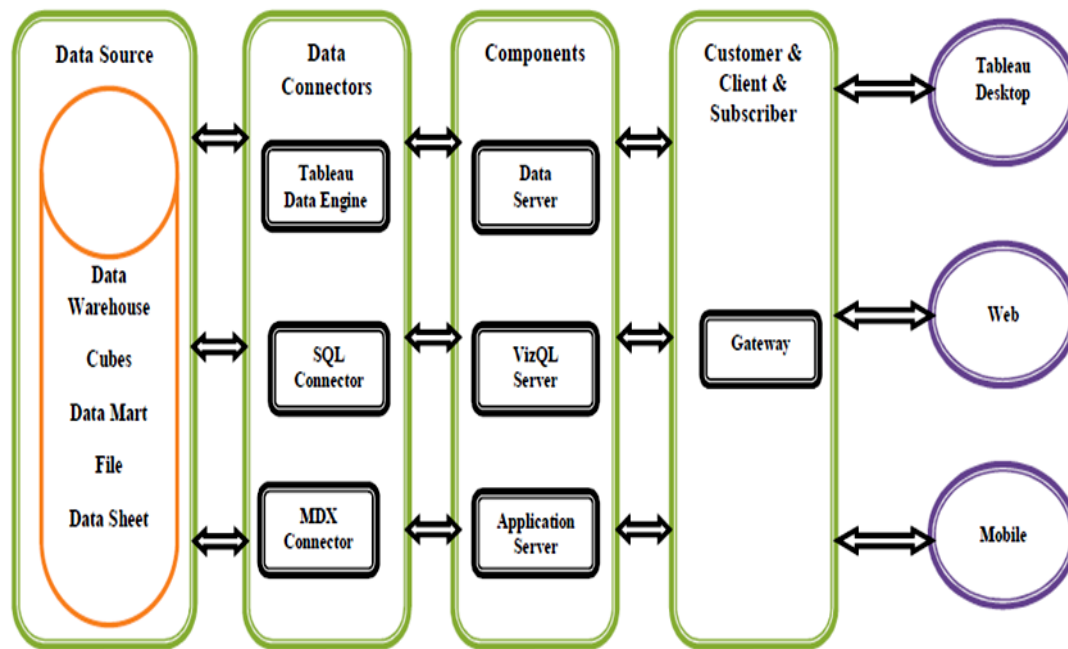 Data Source
Data
Warehouse
Cubes
Data Mart
File
Data Sheet
Data
Connectors
Tableau
Data Engine
SQL
Connector
MDX
Connector
Components
Data
Server
VizQL
Server
Application
Server
Customer &
Client &
Subscriber
Gateway
Tableau
Desktop
Web
Mobile